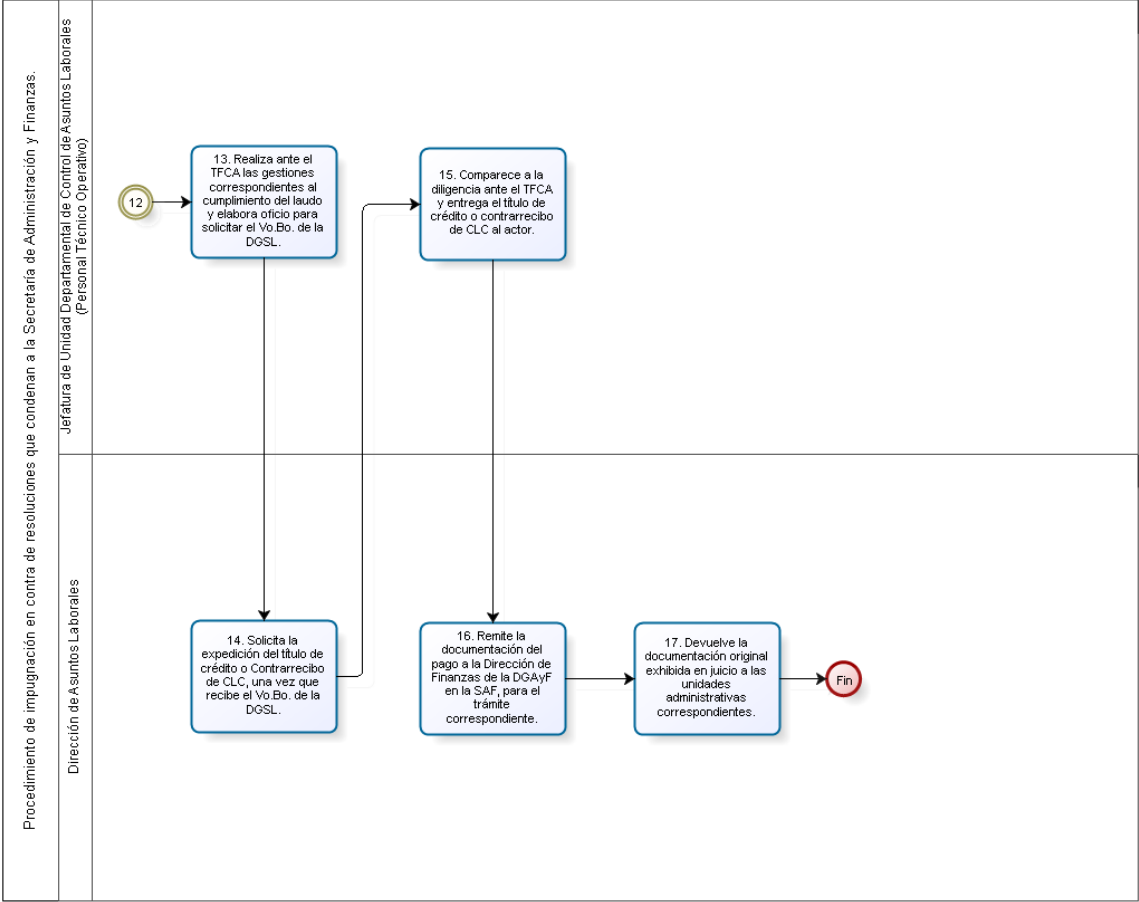 Procedimiento de impugnación en contra de resoluciones que condenan a la Secretaría de Administración y Finanzas.
Jefatura de Unidad Departamental de Control de Asuntos Laborales
(Personal Técnico Operativo)
12
13. Realiza ante el
TFCA las gestiones
correspondientes al
cumplimiento del laudo
y elabora oficio para
solicitar el Vo.Bo. de la
DGSL.
15. Comparece a la
diligencia ante el TFCA
y entrega el título de
crédito o contrarrecibo
de CLC al actor.
Dirección de Asuntos Laborales
14. Solicita la
expedición del título de
crédito o Contrarrecibo
de CLC, una vez que
recibe el Vo.Bo. de la
DGSL.
16. Remite la
documentación del
pago a la Dirección de
Finanzas de la DGAyF
en la SAF, para el
trámite
correspondiente.
17. Devuelve la
documentación original
exhibida en juicio a las
unidades
administrativas
correspondientes.
Fin